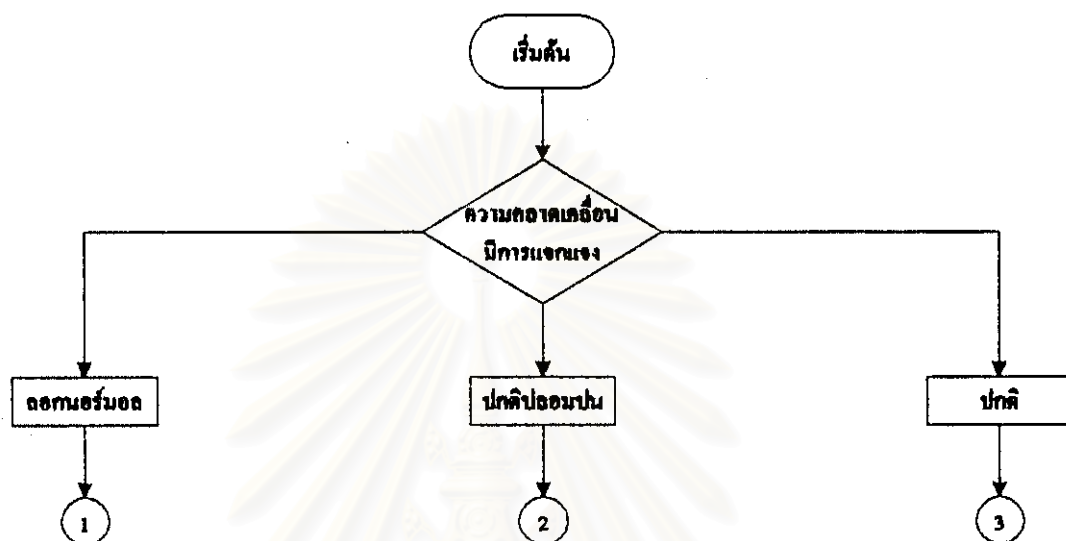 เริ่มต้น
ความคลาดเคลื่อน
มีการแจกแจง
ลอกนอร์มอล
ปกติปลอมปน
ปกติ
1
2
3